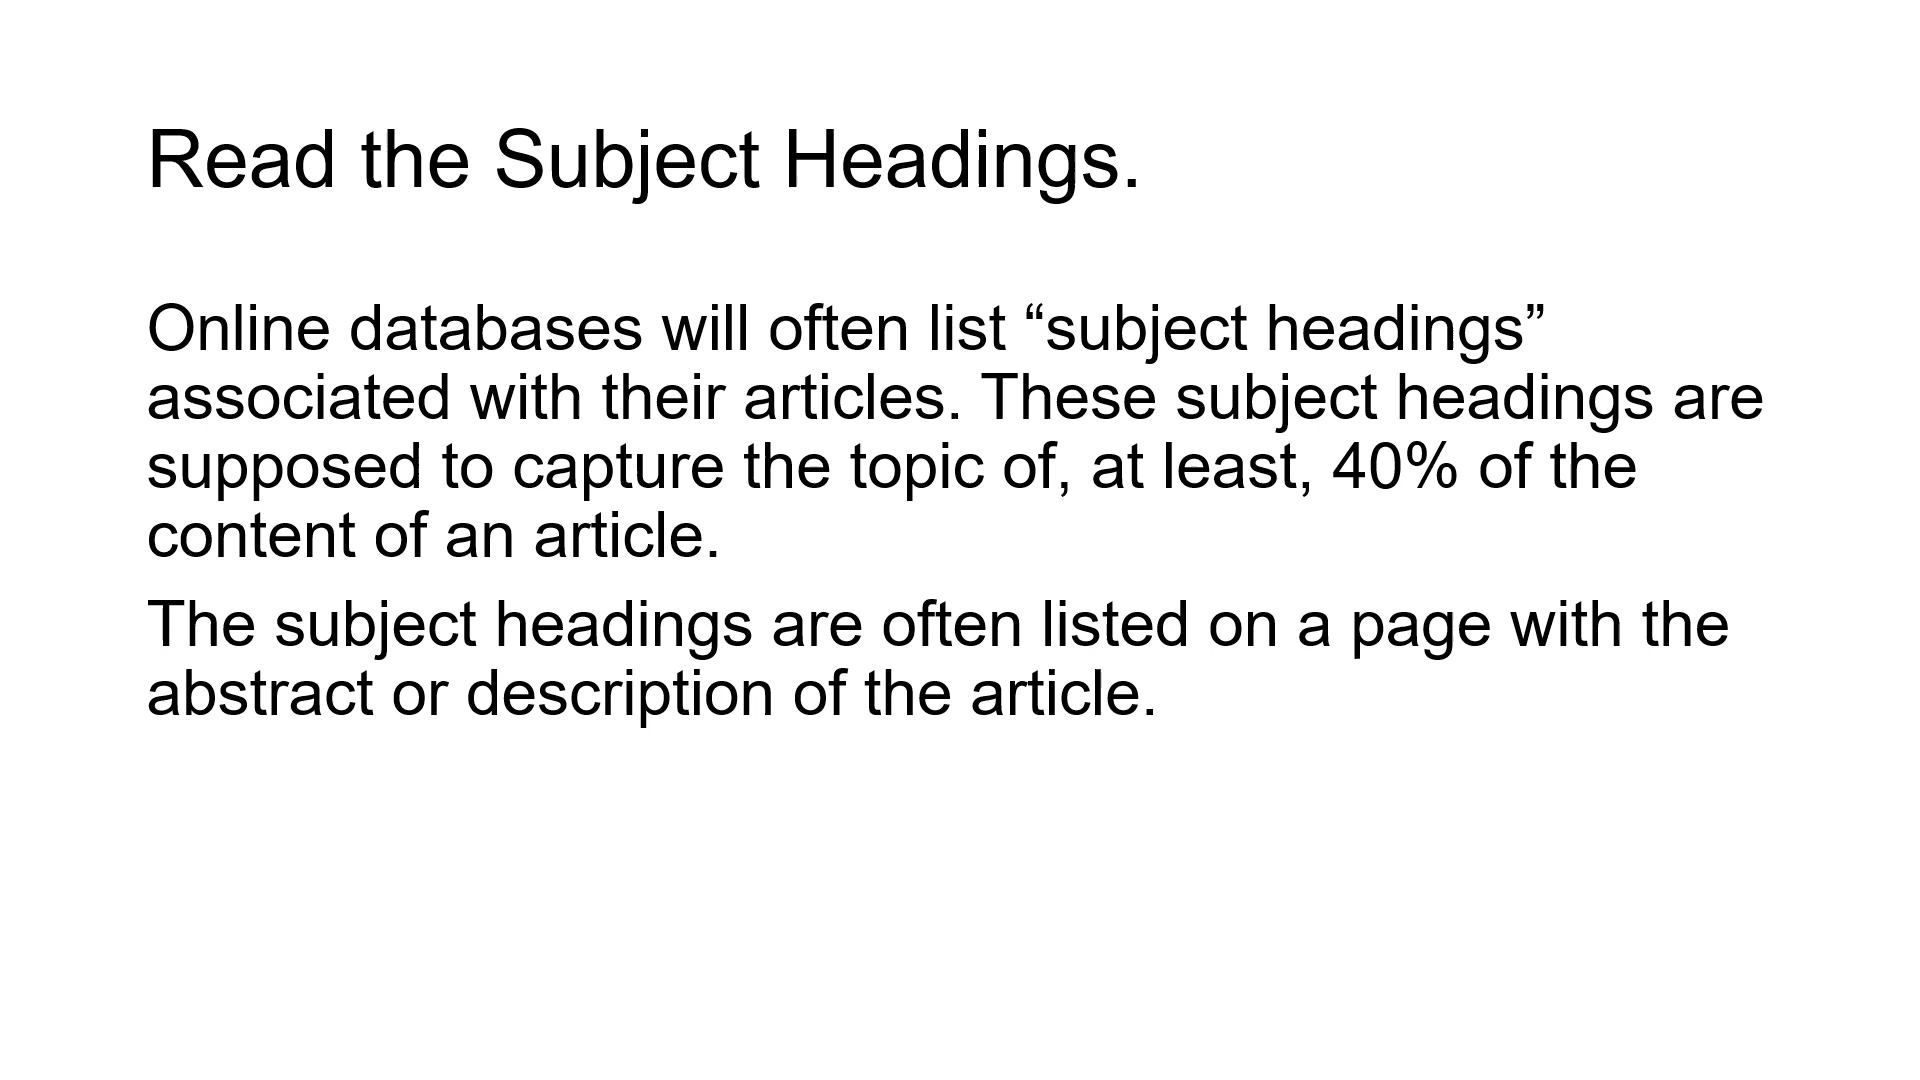 Read the Subject Headings.
Online databases will often list “subject headings”
associated with their articles. These subject headings are
supposed to capture the topic of, at least, 40% of the
content of an article.
The subject headings are often listed on a page with the
abstract or description of the article.